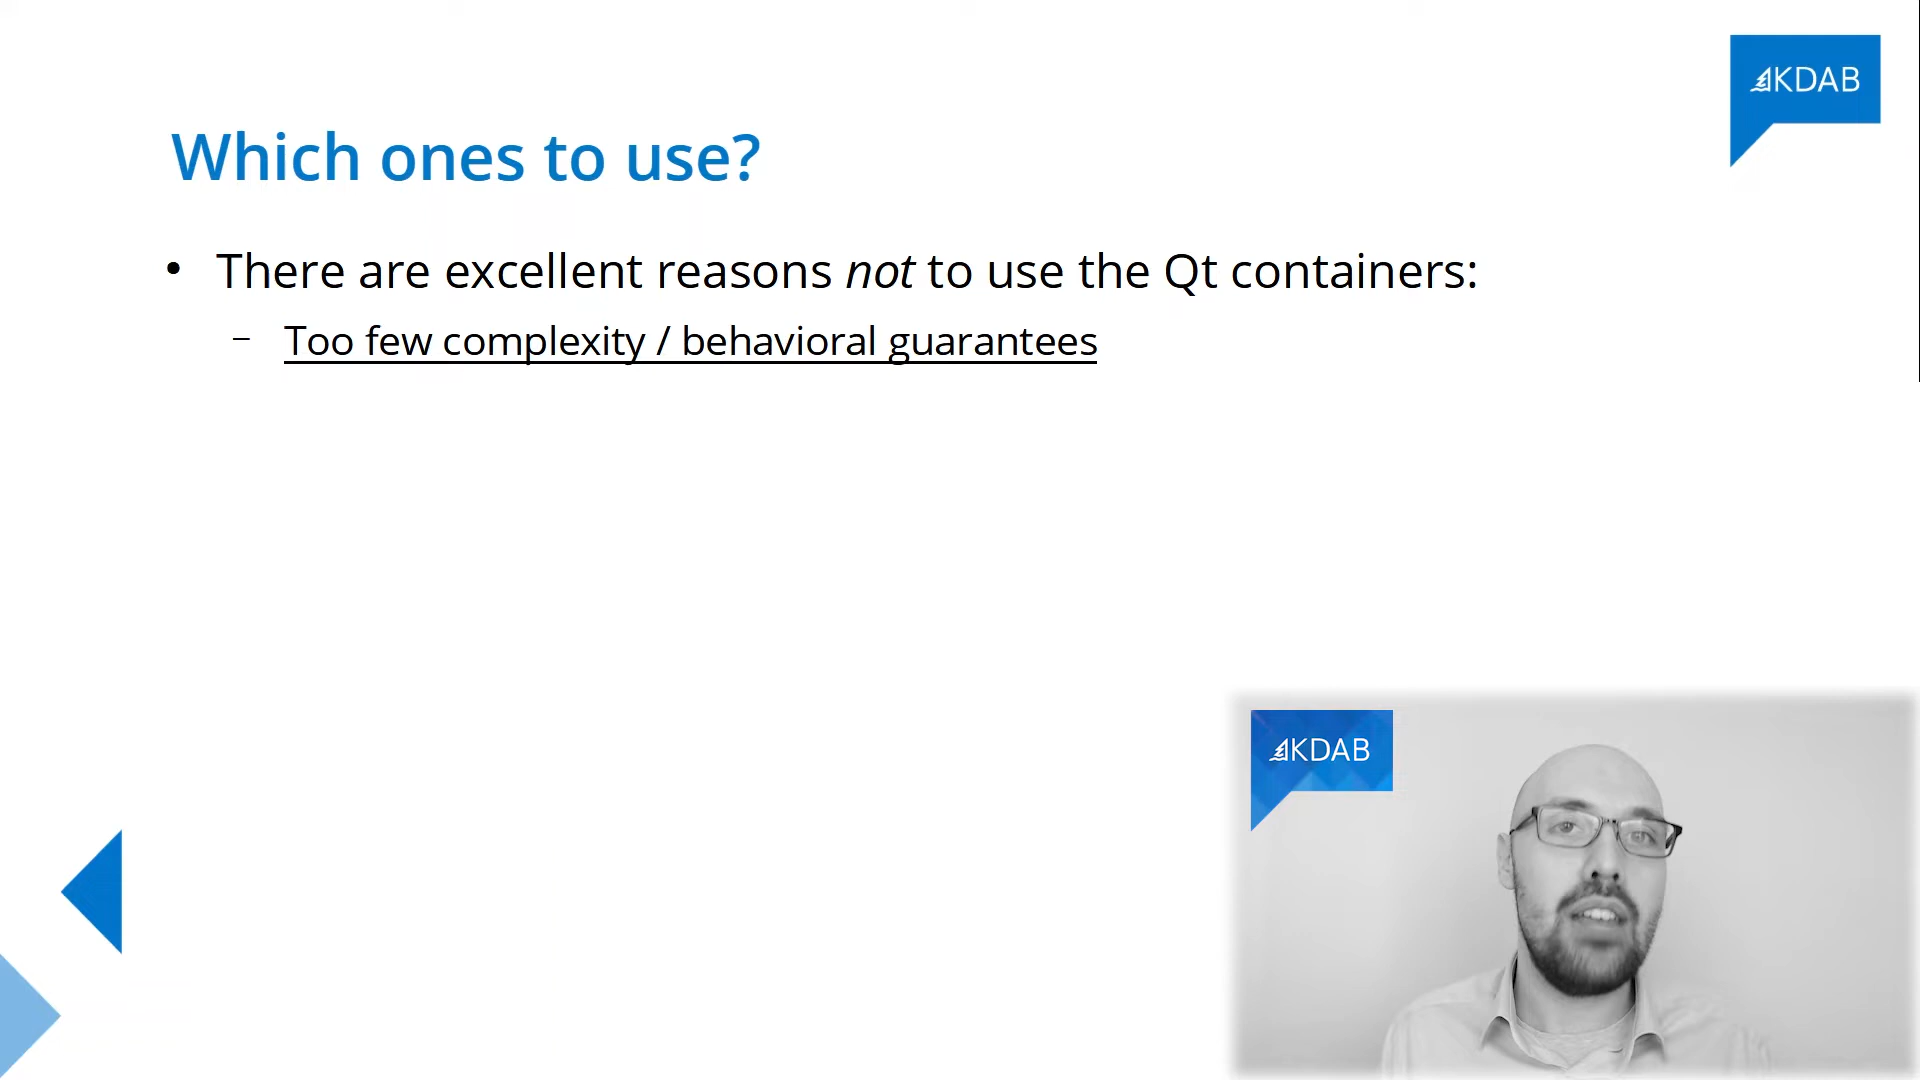 KDAB
Which ones to use?
• There are excellent reasons not to use the Qt containers:
– Too few complexity / behavioral guarantees
KDAB